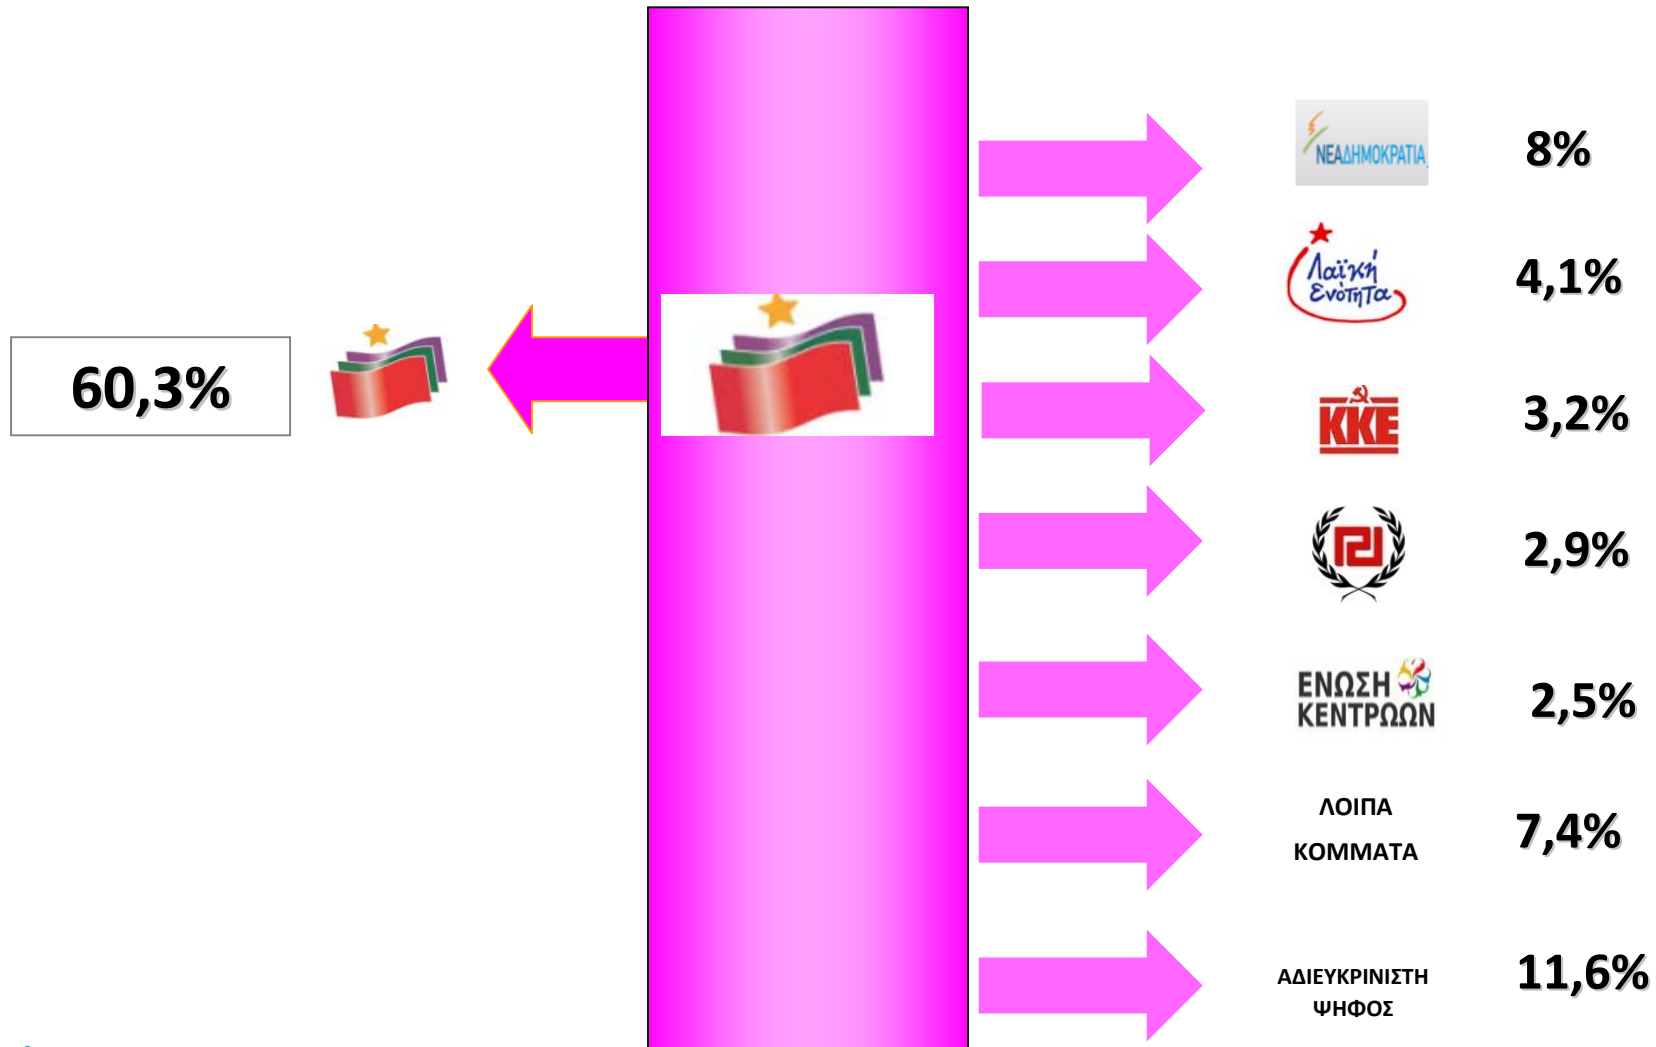 ΝΕΑΔΗΜΟΚΡΑΤΙΑ
8%
Λαϊκή
Ενότητα
4,1%
60,3%
ΚΚΕ
3,2%
2,9%
ΕΝΩΣΗ
ΚΕΝΤΡΩΩΝ
2,5%
ΛΟΙΠΑ
ΚΟΜΜΑΤΑ
7,4%
ΑΔΙΕΥΚΡΙΝΙΣΤΗ
ΨΗΦΟΣ
11,6%